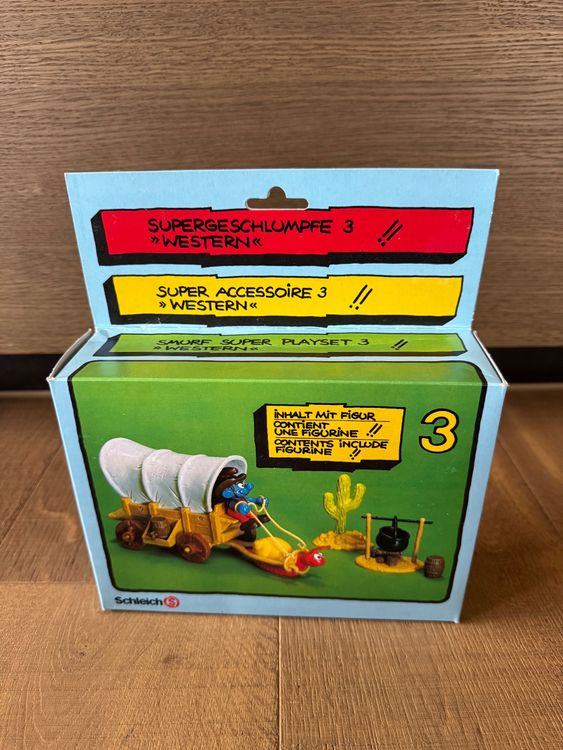 SUPERGESCHLUMPFE 3 !!
»WESTERN«
SUPER ACCESSOIRE 3 !!
»WESTERN«
SMURF SUPER PLAYSET 3 !!
»WESTERN«
INHALT MIT FIGUR
CONTIENT
UNE FIGURINE !!
CONTENTS INCLUDE
FIGURINE !!
3
Schleich S